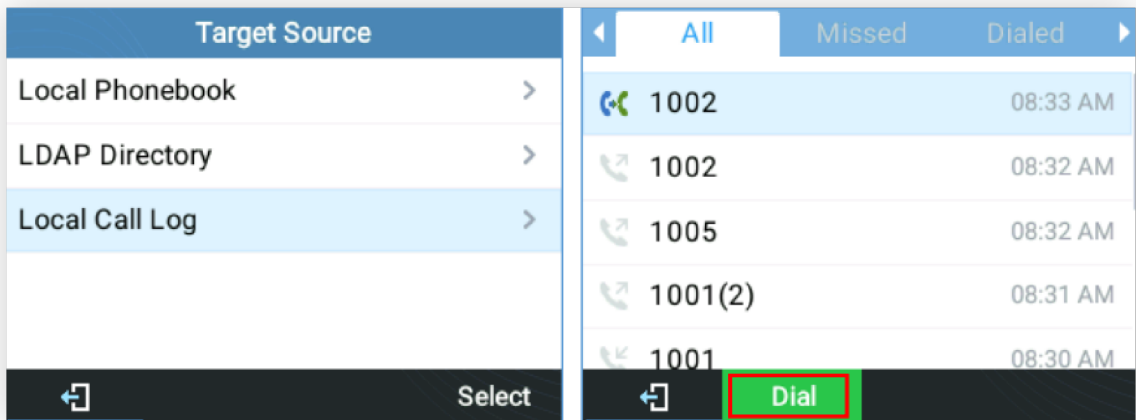 Target Source
Local Phonebook
LDAP Directory
Local Call Log
Select
All Missed Dialed
1002 08:33 AM
1002 08:32 AM
1005 08:32 AM
1001(2) 08:31 AM
1001 08:30 AM
Dial